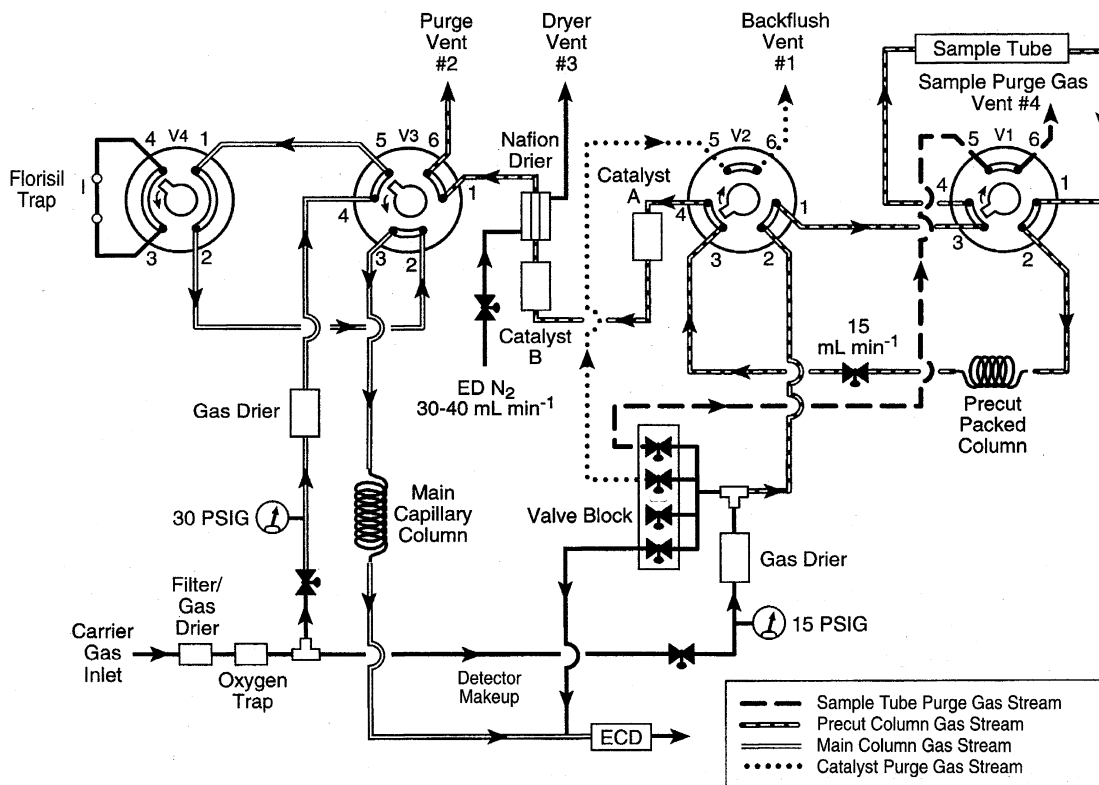 Purge
Vent
#2
Dryer
Vent
#3
Backflush
Vent
#1
Sample Tube
Sample Purge Gas
Vent #4
V4
4
1
3
2
Florisil
Trap
V3
5
6
4
1
3
2
Nafion
Drier
Catalyst
A
Catalyst
B
V2
5
6
4
1
3
2
V1
5
6
4
1
3
2
15
mL min-1
ED N2
30-40 mL min-1
Precut
Packed
Column
Gas Drier
30 PSIG
Main
Capillary
Column
Valve Block
Gas Drier
15 PSIG
Filter/
Gas
Drier
Carrier
Gas
Inlet
Oxygen
Trap
Detector
Makeup
ECD
Sample Tube Purge Gas Stream
Precut Column Gas Stream
Main Column Gas Stream
Catalyst Purge Gas Stream